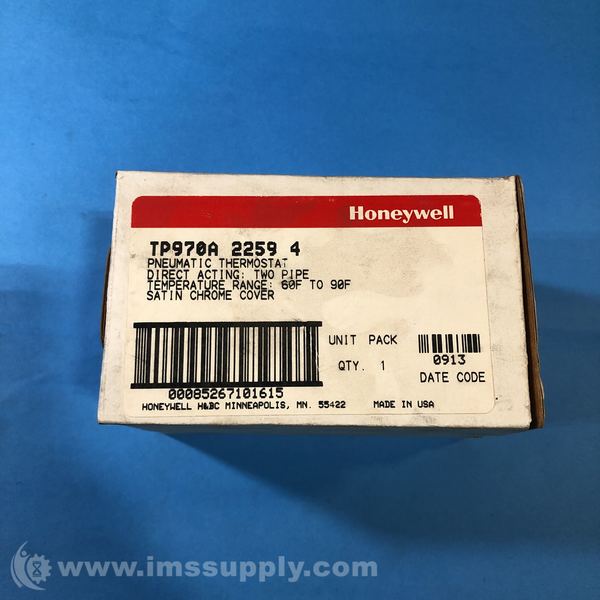 Honeywell
TP970A 2259 4
PNEUMATIC THERMOSTAT
DIRECT ACTING: TWO PIPE
TEMPERATURE RANGE: 60F TO 90F
SATIN CHROME COVER
UNIT PACK
QTY. 1
0913
DATE CODE
00085267101615
HONEYWELL H&BC MINNEAPOLIS, MN. 55422 MADE IN USA
www.imssupply.com